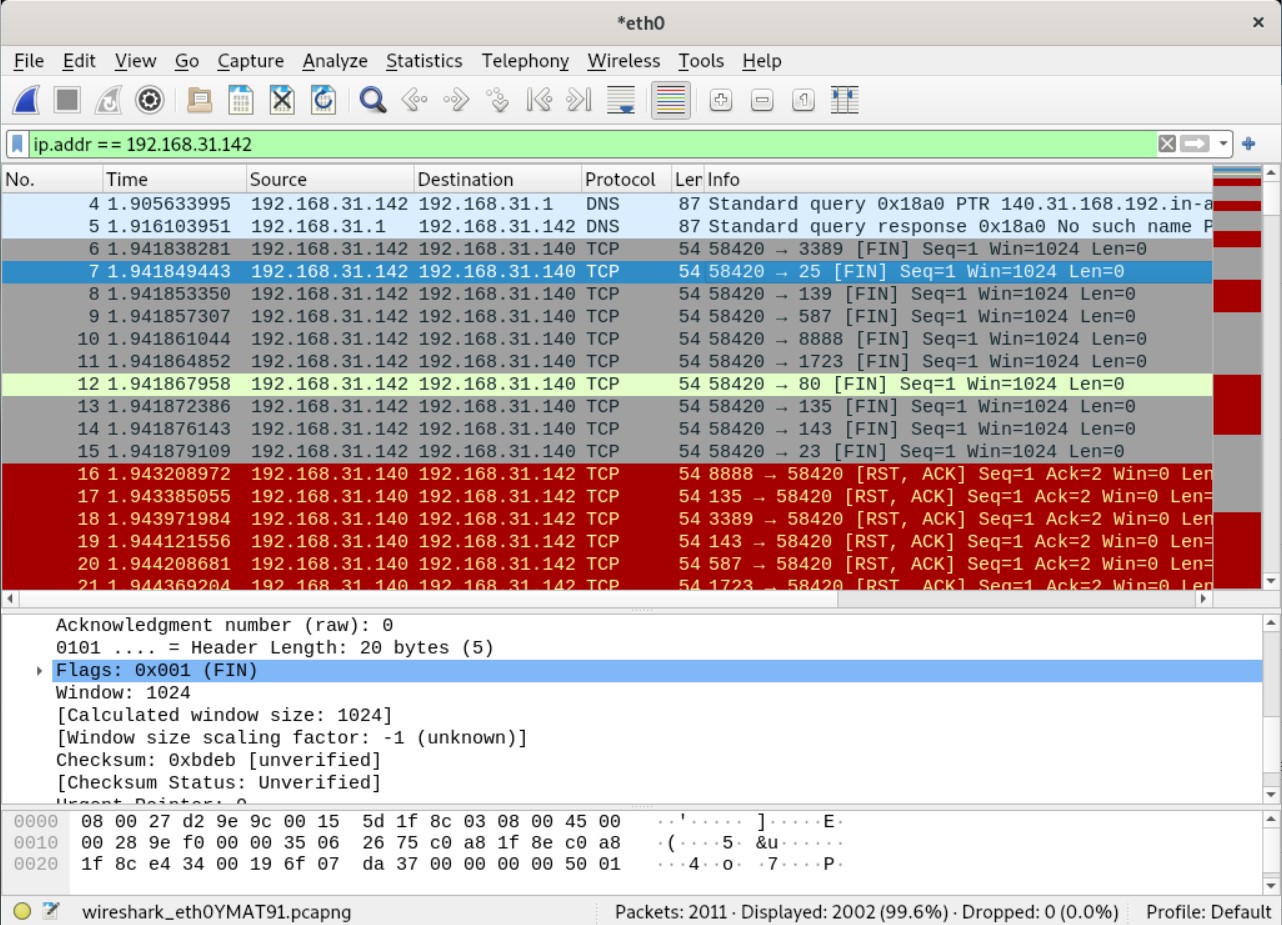 *eth0
File Edit View Go Capture Analyze Statistics Telephony Wireless Tools Help
ip.addr == 192.168.31.142
No. Time Source Destination Protocol Len Info
4 1.905633995 192.168.31.142 192.168.31.1 DNS 87 Standard query 0x18a0 PTR 140.31.168.192.in-a
5 1.916103951 192.168.31.1 192.168.31.142 DNS 87 Standard query response 0x18a0 No such name P
6 1.941838281 192.168.31.142 192.168.31.140 TCP 54 58420 → 3389 [FIN] Seq=1 Win=1024 Len=0
7 1.941849443 192.168.31.142 192.168.31.140 TCP 54 58420 → 25 [FIN] Seq=1 Win=1024 Len=0
8 1.941853350 192.168.31.142 192.168.31.140 TCP 54 58420 → 139 [FIN] Seq=1 Win=1024 Len=0
9 1.941857307 192.168.31.142 192.168.31.140 TCP 54 58420 → 587 [FIN] Seq=1 Win=1024 Len=0
10 1.941861044 192.168.31.142 192.168.31.140 TCP 54 58420 → 8888 [FIN] Seq=1 Win=1024 Len=0
11 1.941864852 192.168.31.142 192.168.31.140 TCP 54 58420 → 1723 [FIN] Seq=1 Win=1024 Len=0
12 1.941867958 192.168.31.142 192.168.31.140 TCP 54 58420 → 80 [FIN] Seq=1 Win=1024 Len=0
13 1.941872386 192.168.31.142 192.168.31.140 TCP 54 58420 → 135 [FIN] Seq=1 Win=1024 Len=0
14 1.941876143 192.168.31.142 192.168.31.140 TCP 54 58420 → 143 [FIN] Seq=1 Win=1024 Len=0
15 1.941879109 192.168.31.142 192.168.31.140 TCP 54 58420 → 23 [FIN] Seq=1 Win=1024 Len=0
16 1.943208972 192.168.31.140 192.168.31.142 TCP 54 8888 → 58420 [RST, ACK] Seq=1 Ack=2 Win=0 Len
17 1.943385055 192.168.31.140 192.168.31.142 TCP 54 135 → 58420 [RST, ACK] Seq=1 Ack=2 Win=0 Len=
18 1.943971984 192.168.31.140 192.168.31.142 TCP 54 3389 → 58420 [RST, ACK] Seq=1 Ack=2 Win=0 Len
19 1.944121556 192.168.31.140 192.168.31.142 TCP 54 143 → 58420 [RST, ACK] Seq=1 Ack=2 Win=0 Len=
20 1.944208681 192.168.31.140 192.168.31.142 TCP 54 587 → 58420 [RST, ACK] Seq=1 Ack=2 Win=0 Len=
21 1.944369204 192.168.31.140 192.168.31.142 TCP 54 1723 → 58420 [RST, ACK] Seq=1 Ack=2 Win=0 Len
Acknowledgment number (raw): 0
0101 .... = Header Length: 20 bytes (5)
Flags: 0x001 (FIN)
Window: 1024
[Calculated window size: 1024]
[Window size scaling factor: -1 (unknown)]
Checksum: 0xbdeb [unverified]
[Checksum Status: Unverified]
Urgent Pointer: 0
0000 08 00 27 d2 9e 9c 00 15 5d 1f 8c 03 08 00 45 00 ··'····· ]·····E·
0010 00 28 9e f0 00 00 35 06 26 75 c0 a8 1f 8e c0 a8 ·(····5· &u······
0020 1f 8c e4 34 00 19 6f 07 da 37 00 00 00 00 50 01 ···4··o· ·7····P·
wireshark_eth0YMAT91.pcapng Packets: 2011 · Displayed: 2002 (99.6%) · Dropped: 0 (0.0%) Profile: Default